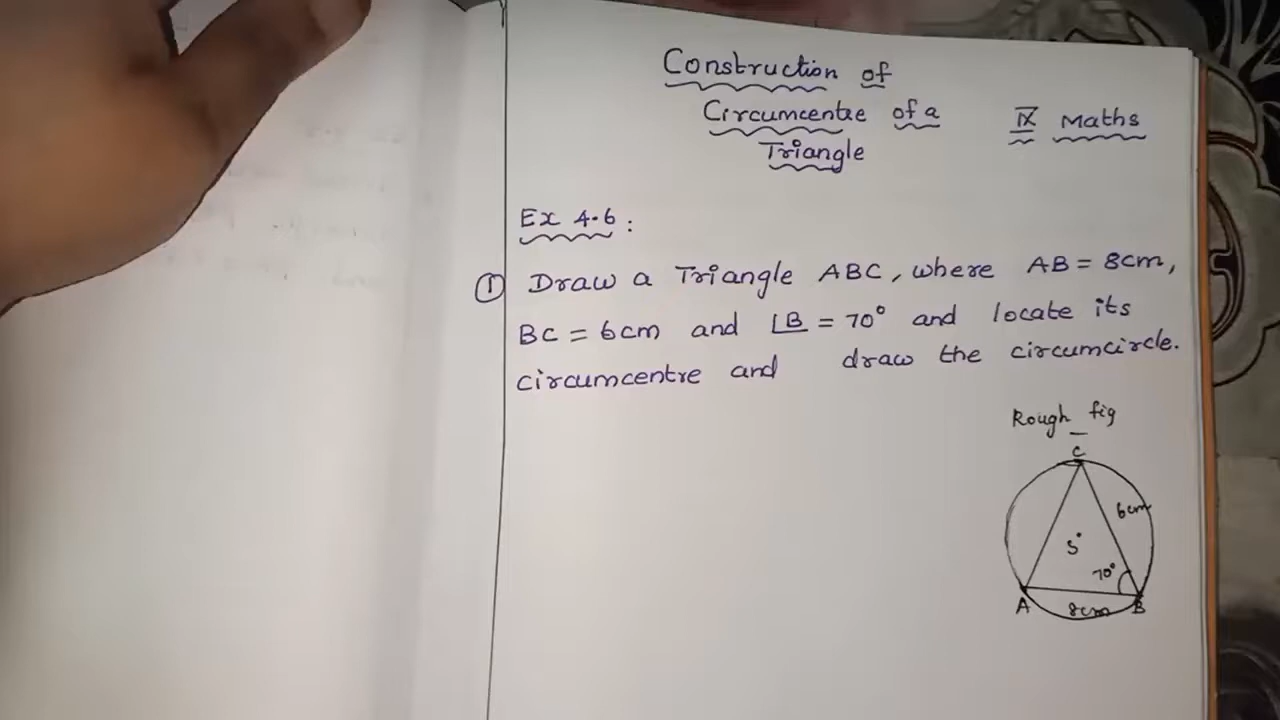 Construction of
Circumcentre of a
Triangle
IX Maths
Ex 4.6 :
① Draw a Triangle ABC, where AB = 8cm,
BC = 6cm and ∠B = 70° and locate its
circumcentre and draw the circumcircle.
Rough fig
C
6cm
S
70°
A 8cm B